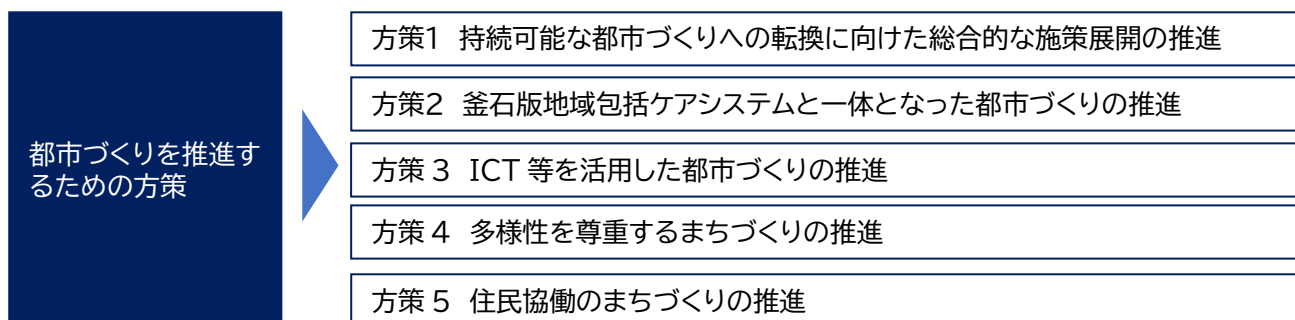 都市づくりを推進す
るための方策
方策1 持続可能な都市づくりへの転換に向けた総合的な施策展開の推進
方策2 釜石版地域包括ケアシステムと一体となった都市づくりの推進
方策 3 ICT 等を活用した都市づくりの推進
方策 4 多様性を尊重するまちづくりの推進
方策 5 住民協働のまちづくりの推進